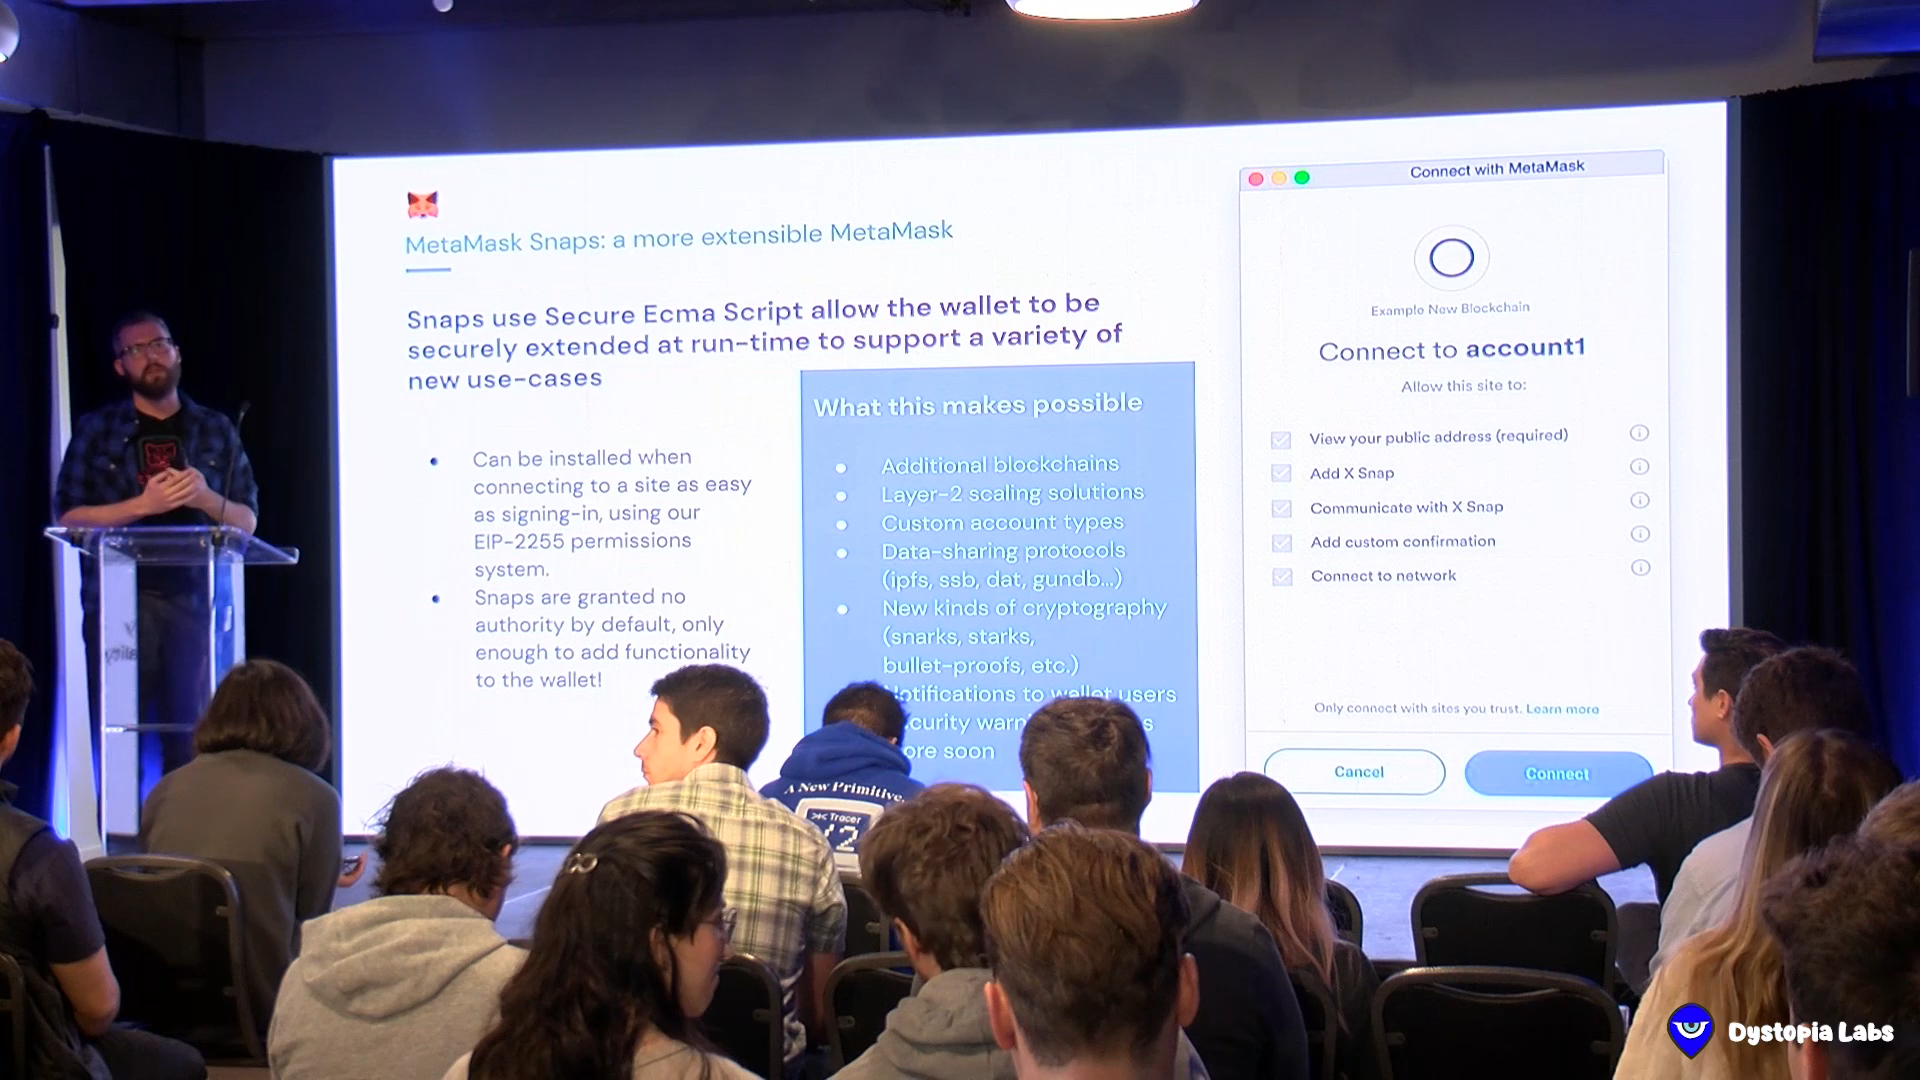 MetaMask Snaps: a more extensible MetaMask
Snaps use Secure Ecma Script allow the wallet to be
securely extended at run-time to support a variety of
new use-cases
Can be installed when
connecting to a site as easy
as signing-in, using our
EIP-2255 permissions
system.
Snaps are granted no
authority by default, only
enough to add functionality
to the wallet!
What this makes possible
Additional blockchains
Layer-2 scaling solutions
Custom account types
Data-sharing protocols
(ipfs, ssb, dat, gundb...)
New kinds of cryptography
(snarks, starks,
bullet-proofs, etc.)
Notifications to wallet users
soon
Connect with MetaMask
Example New Blockchain
Connect to account1
Allow this site to:
View your public address (required)
Add X Snap
Communicate with X Snap
Add custom confirmation
Connect to network
Only connect with sites you trust. Learn more
Cancel
Connect
A New Primitive.
Tracer
Dystopia Labs